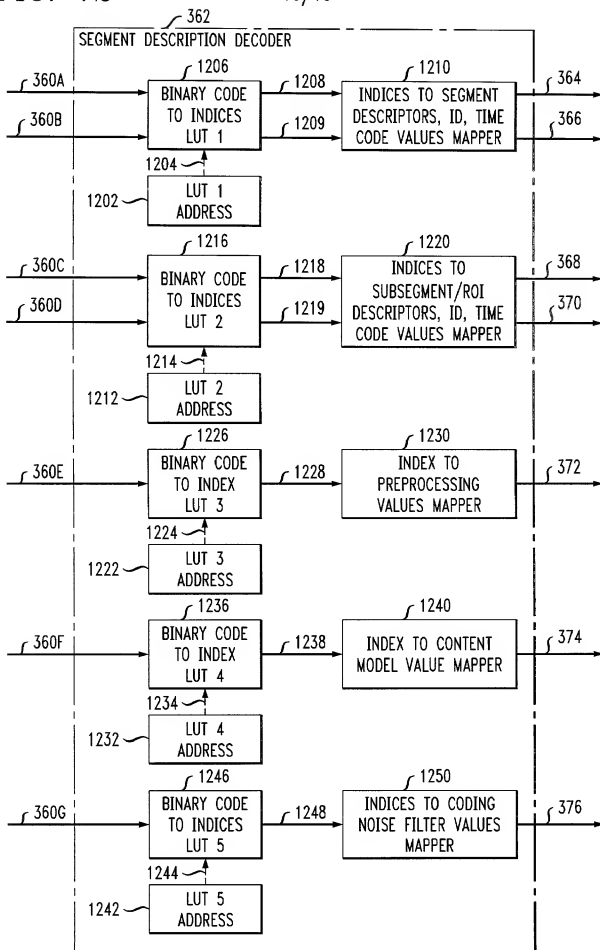 362
SEGMENT DESCRIPTION DECODER
360A
1206
1208
1210
364
BINARY CODE
TO INDICES
LUT 1
INDICES TO SEGMENT
DESCRIPTORS, ID, TIME
CODE VALUES MAPPER
360B
1209
366
1204
1202
LUT 1
ADDRESS
360C
1216
1218
1220
368
BINARY CODE
TO INDICES
LUT 2
INDICES TO
SUBSEGMENT/ROI
DESCRIPTORS, ID, TIME
CODE VALUES MAPPER
360D
1219
370
1214
1212
LUT 2
ADDRESS
360E
1226
1228
1230
372
BINARY CODE
TO INDEX
LUT 3
INDEX TO
PREPROCESSING
VALUES MAPPER
1224
1222
LUT 3
ADDRESS
360F
1236
1238
1240
374
BINARY CODE
TO INDEX
LUT 4
INDEX TO CONTENT
MODEL VALUE MAPPER
1234
1232
LUT 4
ADDRESS
360G
1246
1248
1250
376
BINARY CODE
TO INDICES
LUT 5
INDICES TO CODING
NOISE FILTER VALUES
MAPPER
1244
1242
LUT 5
ADDRESS